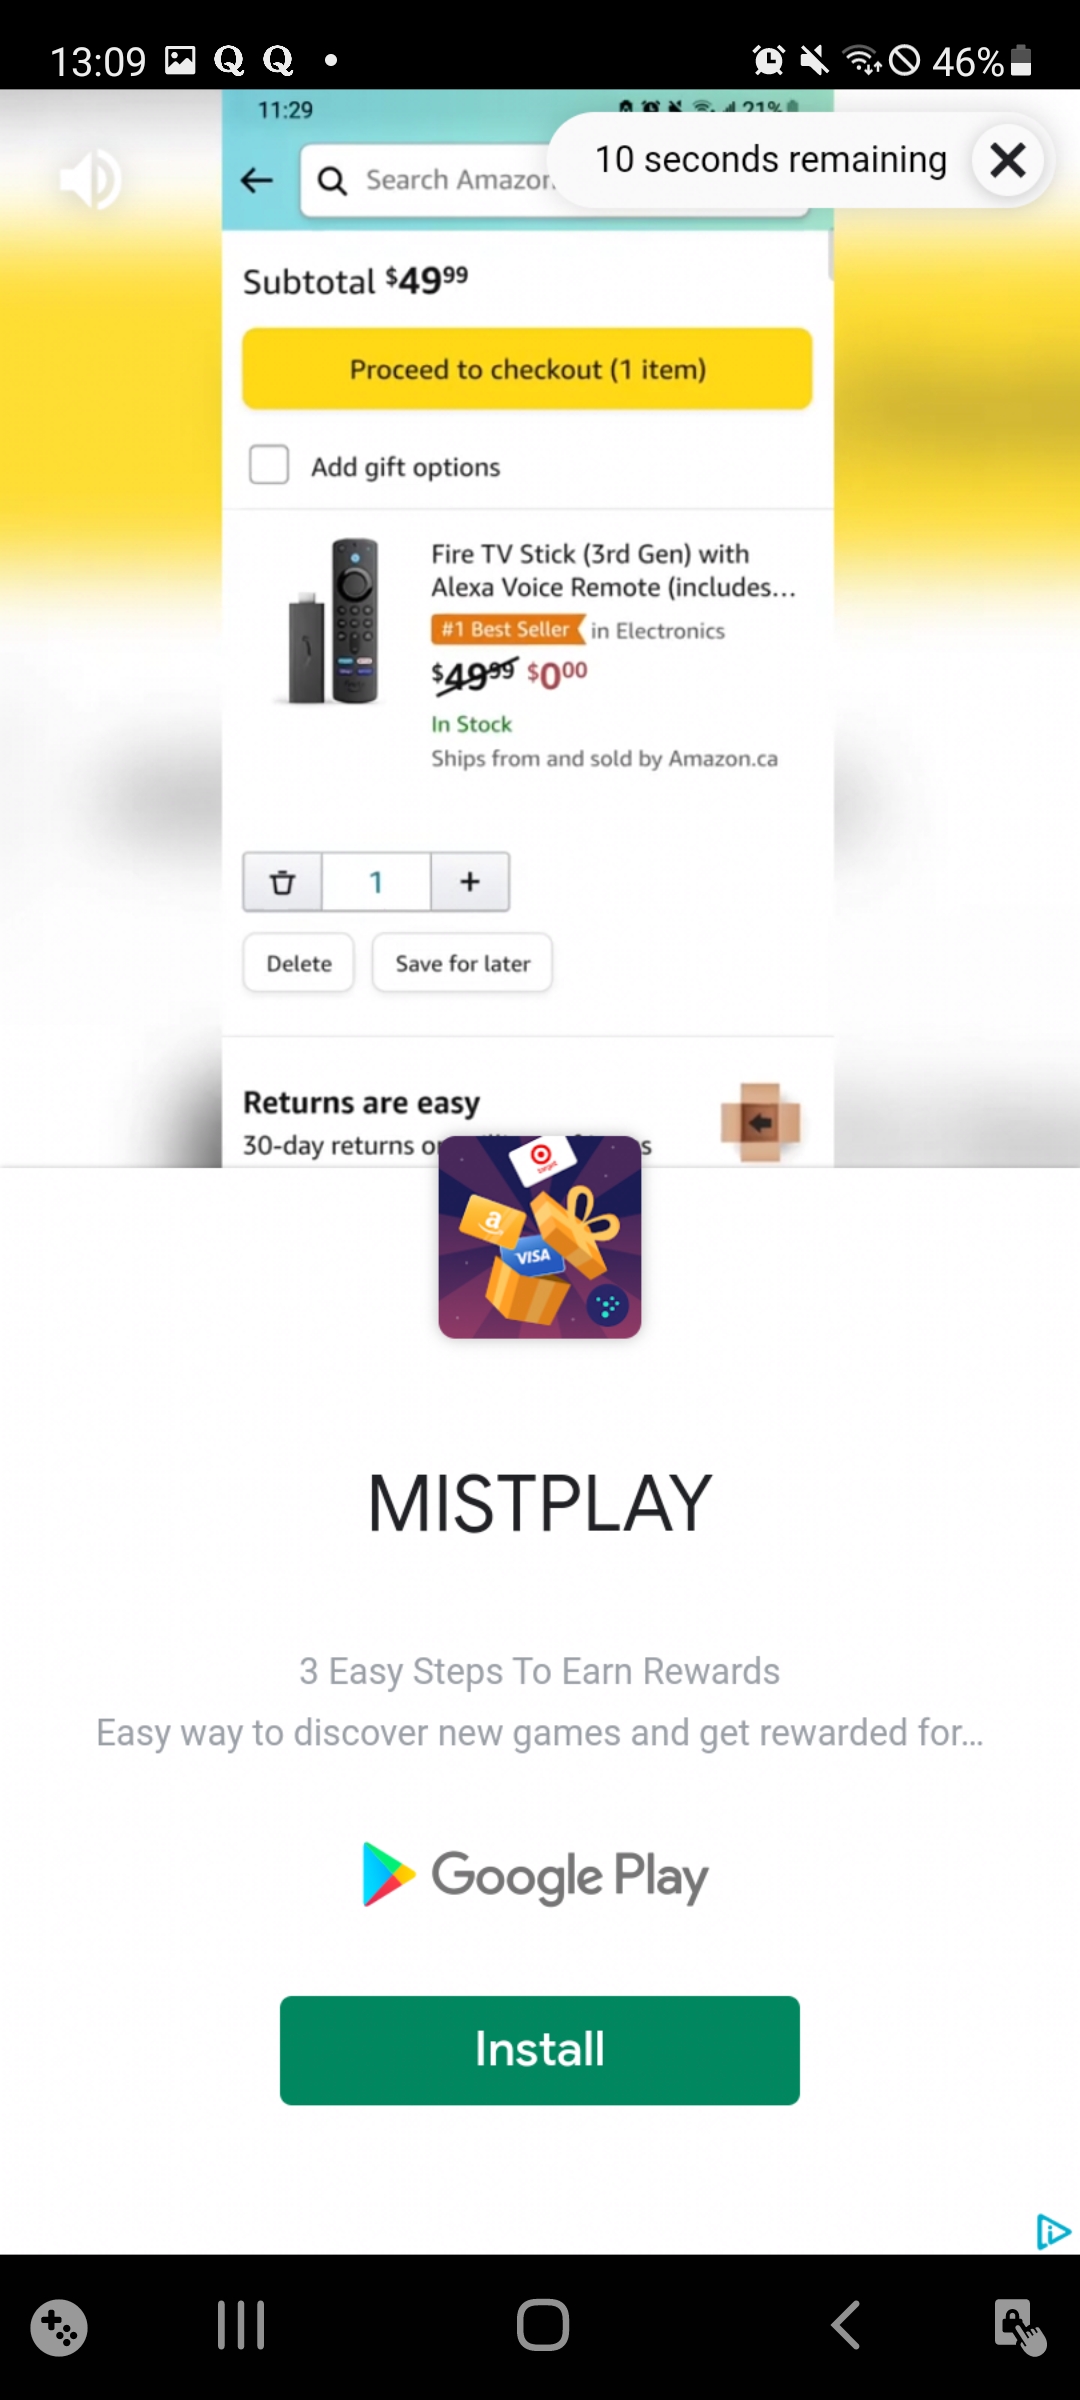 13:09 Q Q 46%
11:29 21%
Search Amazon
10 seconds remaining
Subtotal $49.99
Proceed to checkout (1 item)
Add gift options
Fire TV Stick (3rd Gen) with
Alexa Voice Remote (includes...
#1 Best Seller in Electronics
$49.99 $0.00
In Stock
Ships from and sold by Amazon.ca
1 +
Delete Save for later
Returns are easy
30-day returns
a
VISA
MISTPLAY
3 Easy Steps To Earn Rewards
Easy way to discover new games and get rewarded for...
Google Play
Install